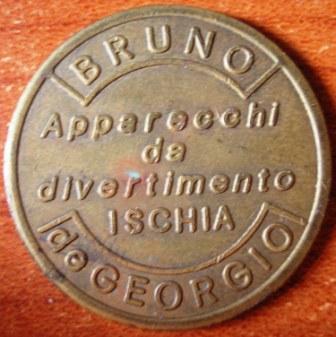 BRUNO
Apparecchi
da
divertimento
ISCHIA
de GEORGIO